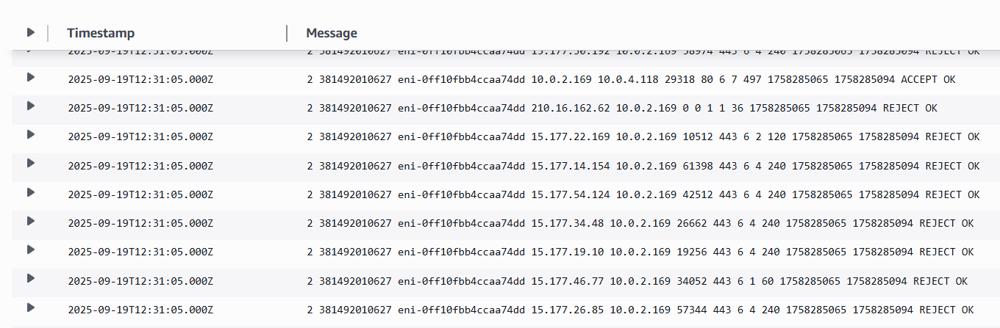 Timestamp Message
2025-09-19T12:31:05.000Z 2 381492010627 eni-0ff10fbb4ccaa74dd 15.177.50.192 10.0.2.169 58974 443 6 4 240 1758285065 1758285094 REJECT OK
2025-09-19T12:31:05.000Z 2 381492010627 eni-0ff10fbb4ccaa74dd 10.0.2.169 10.0.4.118 29318 80 6 7 497 1758285065 1758285094 ACCEPT OK
2025-09-19T12:31:05.000Z 2 381492010627 eni-0ff10fbb4ccaa74dd 210.16.162.62 10.0.2.169 0 0 1 1 36 1758285065 1758285094 REJECT OK
2025-09-19T12:31:05.000Z 2 381492010627 eni-0ff10fbb4ccaa74dd 15.177.22.169 10.0.2.169 10512 443 6 2 120 1758285065 1758285094 REJECT OK
2025-09-19T12:31:05.000Z 2 381492010627 eni-0ff10fbb4ccaa74dd 15.177.14.154 10.0.2.169 61398 443 6 4 240 1758285065 1758285094 REJECT OK
2025-09-19T12:31:05.000Z 2 381492010627 eni-0ff10fbb4ccaa74dd 15.177.54.124 10.0.2.169 42512 443 6 4 240 1758285065 1758285094 REJECT OK
2025-09-19T12:31:05.000Z 2 381492010627 eni-0ff10fbb4ccaa74dd 15.177.34.48 10.0.2.169 26662 443 6 4 240 1758285065 1758285094 REJECT OK
2025-09-19T12:31:05.000Z 2 381492010627 eni-0ff10fbb4ccaa74dd 15.177.19.10 10.0.2.169 19256 443 6 4 240 1758285065 1758285094 REJECT OK
2025-09-19T12:31:05.000Z 2 381492010627 eni-0ff10fbb4ccaa74dd 15.177.46.77 10.0.2.169 34052 443 6 1 60 1758285065 1758285094 REJECT OK
2025-09-19T12:31:05.000Z 2 381492010627 eni-0ff10fbb4ccaa74dd 15.177.26.85 10.0.2.169 57344 443 6 4 240 1758285065 1758285094 REJECT OK